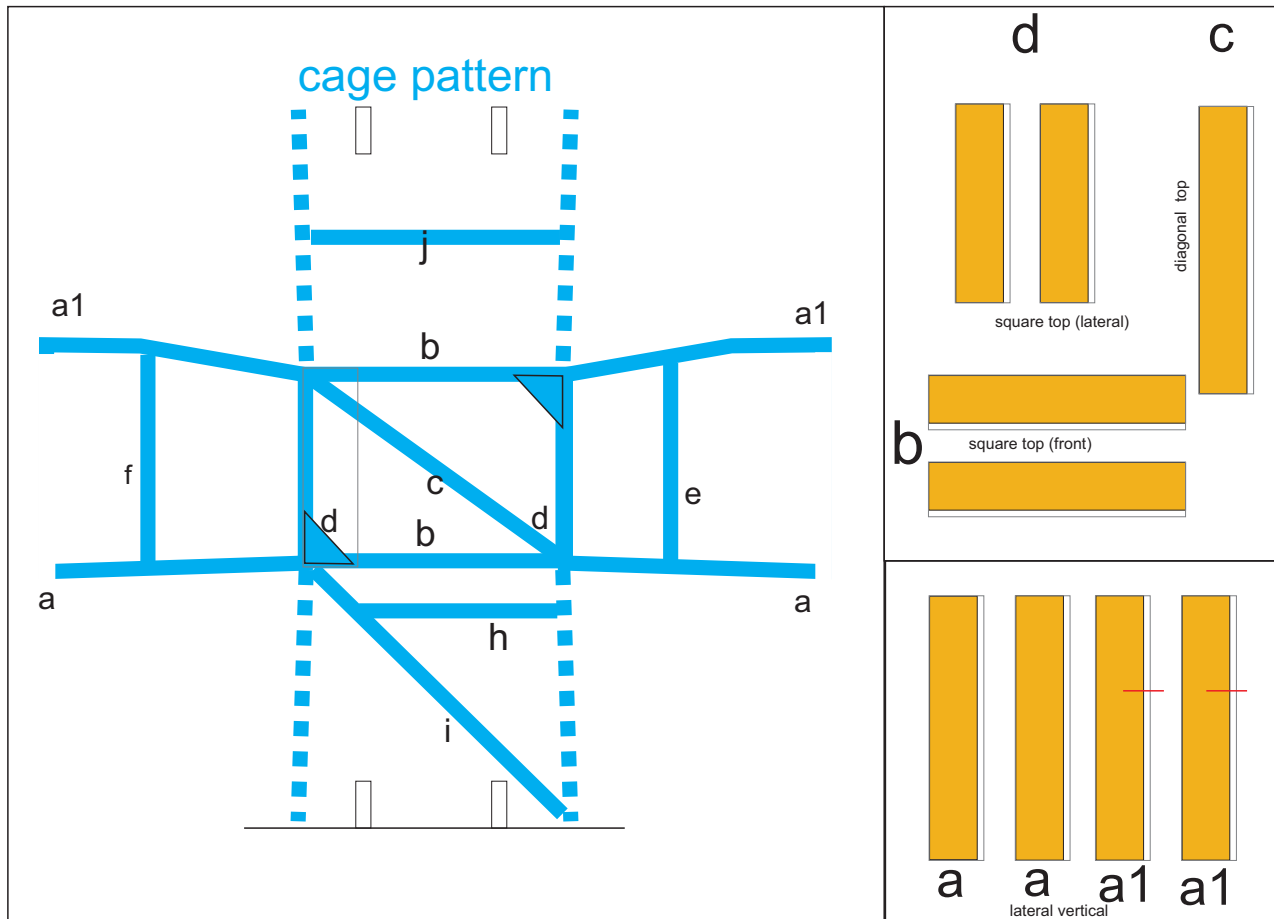 cage pattern
j
a1
a1
b
f
c
e
d
d
b
a
a
h
i
d
c
diagonal top
square top (lateral)
b
square top (front)
a
a
a1
a1
lateral vertical